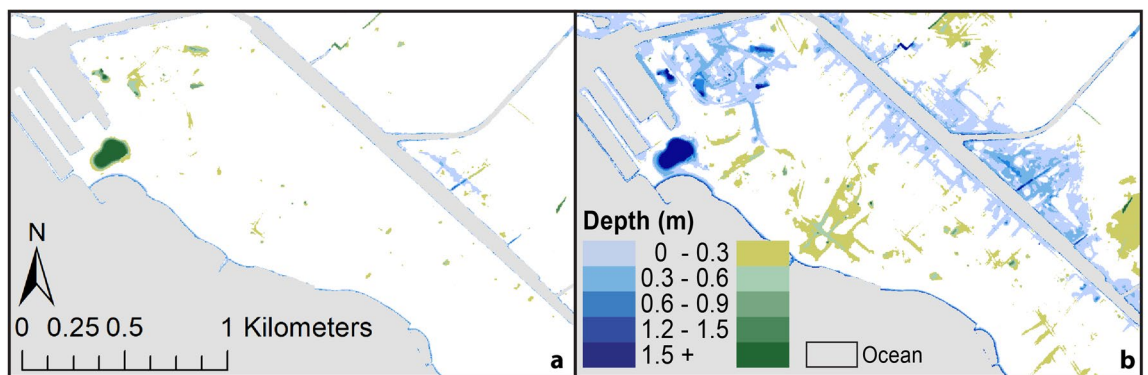 N
0 0.25 0.5 1 Kilometers
a
Depth (m)
0 - 0.3
0.3 - 0.6
0.6 - 0.9
1.2 - 1.5
1.5 +
Ocean
b